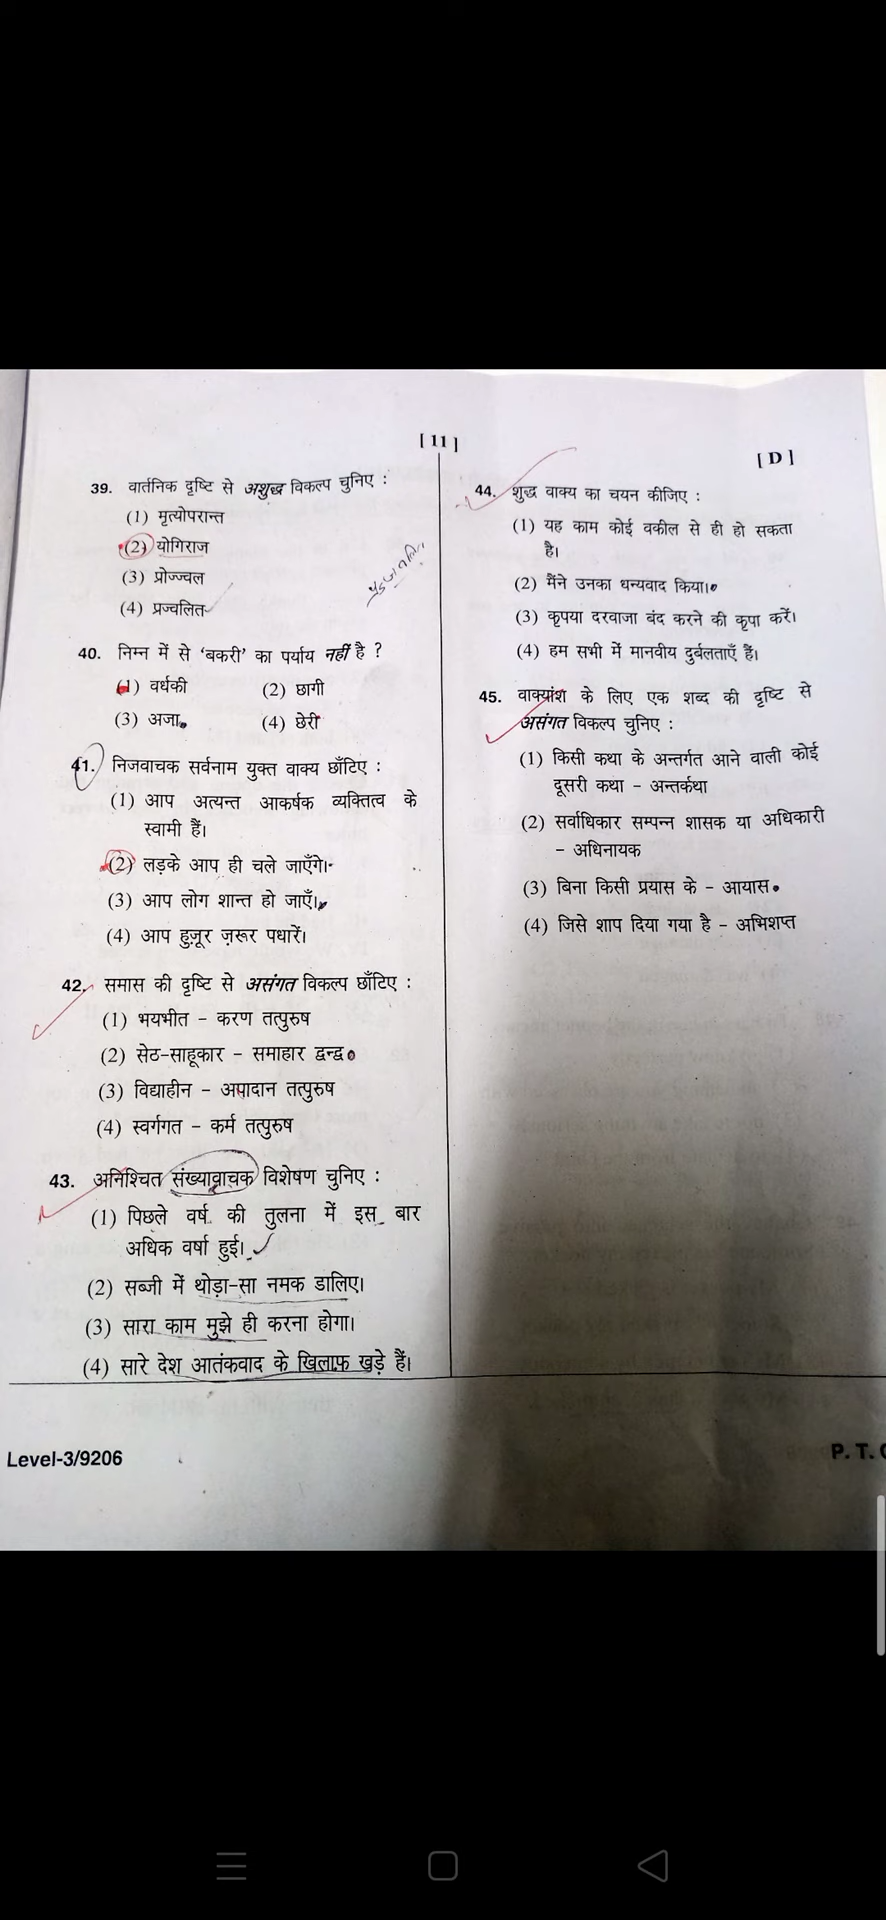 [ 11 ]
[ D ]
39. वार्तनिक दृष्टि से अशुद्ध विकल्प चुनिए :
(1) मृत्योपरान्त
(2) योगिराज
(3) प्रोज्ज्वल
(4) प्रज्वलित
40. निम्न में से ‘बकरी’ का पर्याय नहीं है ?
(1) वर्धकी (2) छागी
(3) अजा (4) छेरी
41. निजवाचक सर्वनाम युक्त वाक्य छाँटिए :
(1) आप अत्यन्त आकर्षक व्यक्तित्व के
स्वामी हैं।
(2) लड़के आप ही चले जाएँगे।
(3) आप लोग शान्त हो जाएँ।
(4) आप हुज़ूर ज़रूर पधारें।
42. समास की दृष्टि से असंगत विकल्प छाँटिए :
(1) भयभीत - करण तत्पुरुष
(2) सेठ-साहूकार - समाहार द्वन्द्व
(3) विद्याहीन - अपादान तत्पुरुष
(4) स्वर्गगत - कर्म तत्पुरुष
43. अनिश्चित संख्यावाचक विशेषण चुनिए :
(1) पिछले वर्ष की तुलना में इस बार
अधिक वर्षा हुई।
(2) सब्जी में थोड़ा-सा नमक डालिए।
(3) सारा काम मुझे ही करना होगा।
(4) सारे देश आतंकवाद के खिलाफ़ खड़े हैं।
44. शुद्ध वाक्य का चयन कीजिए :
(1) यह काम कोई वकील से ही हो सकता
है।
(2) मैंने उनका धन्यवाद किया।
(3) कृपया दरवाजा बंद करने की कृपा करें।
(4) हम सभी में मानवीय दुर्बलताएँ हैं।
45. वाक्यांश के लिए एक शब्द की दृष्टि से
असंगत विकल्प चुनिए :
(1) किसी कथा के अन्तर्गत आने वाली कोई
दूसरी कथा - अन्तर्कथा
(2) सर्वाधिकार सम्पन्न शासक या अधिकारी
- अधिनायक
(3) बिना किसी प्रयास के - आयास
(4) जिसे शाप दिया गया है - अभिशप्त
Level-3/9206
P. T.